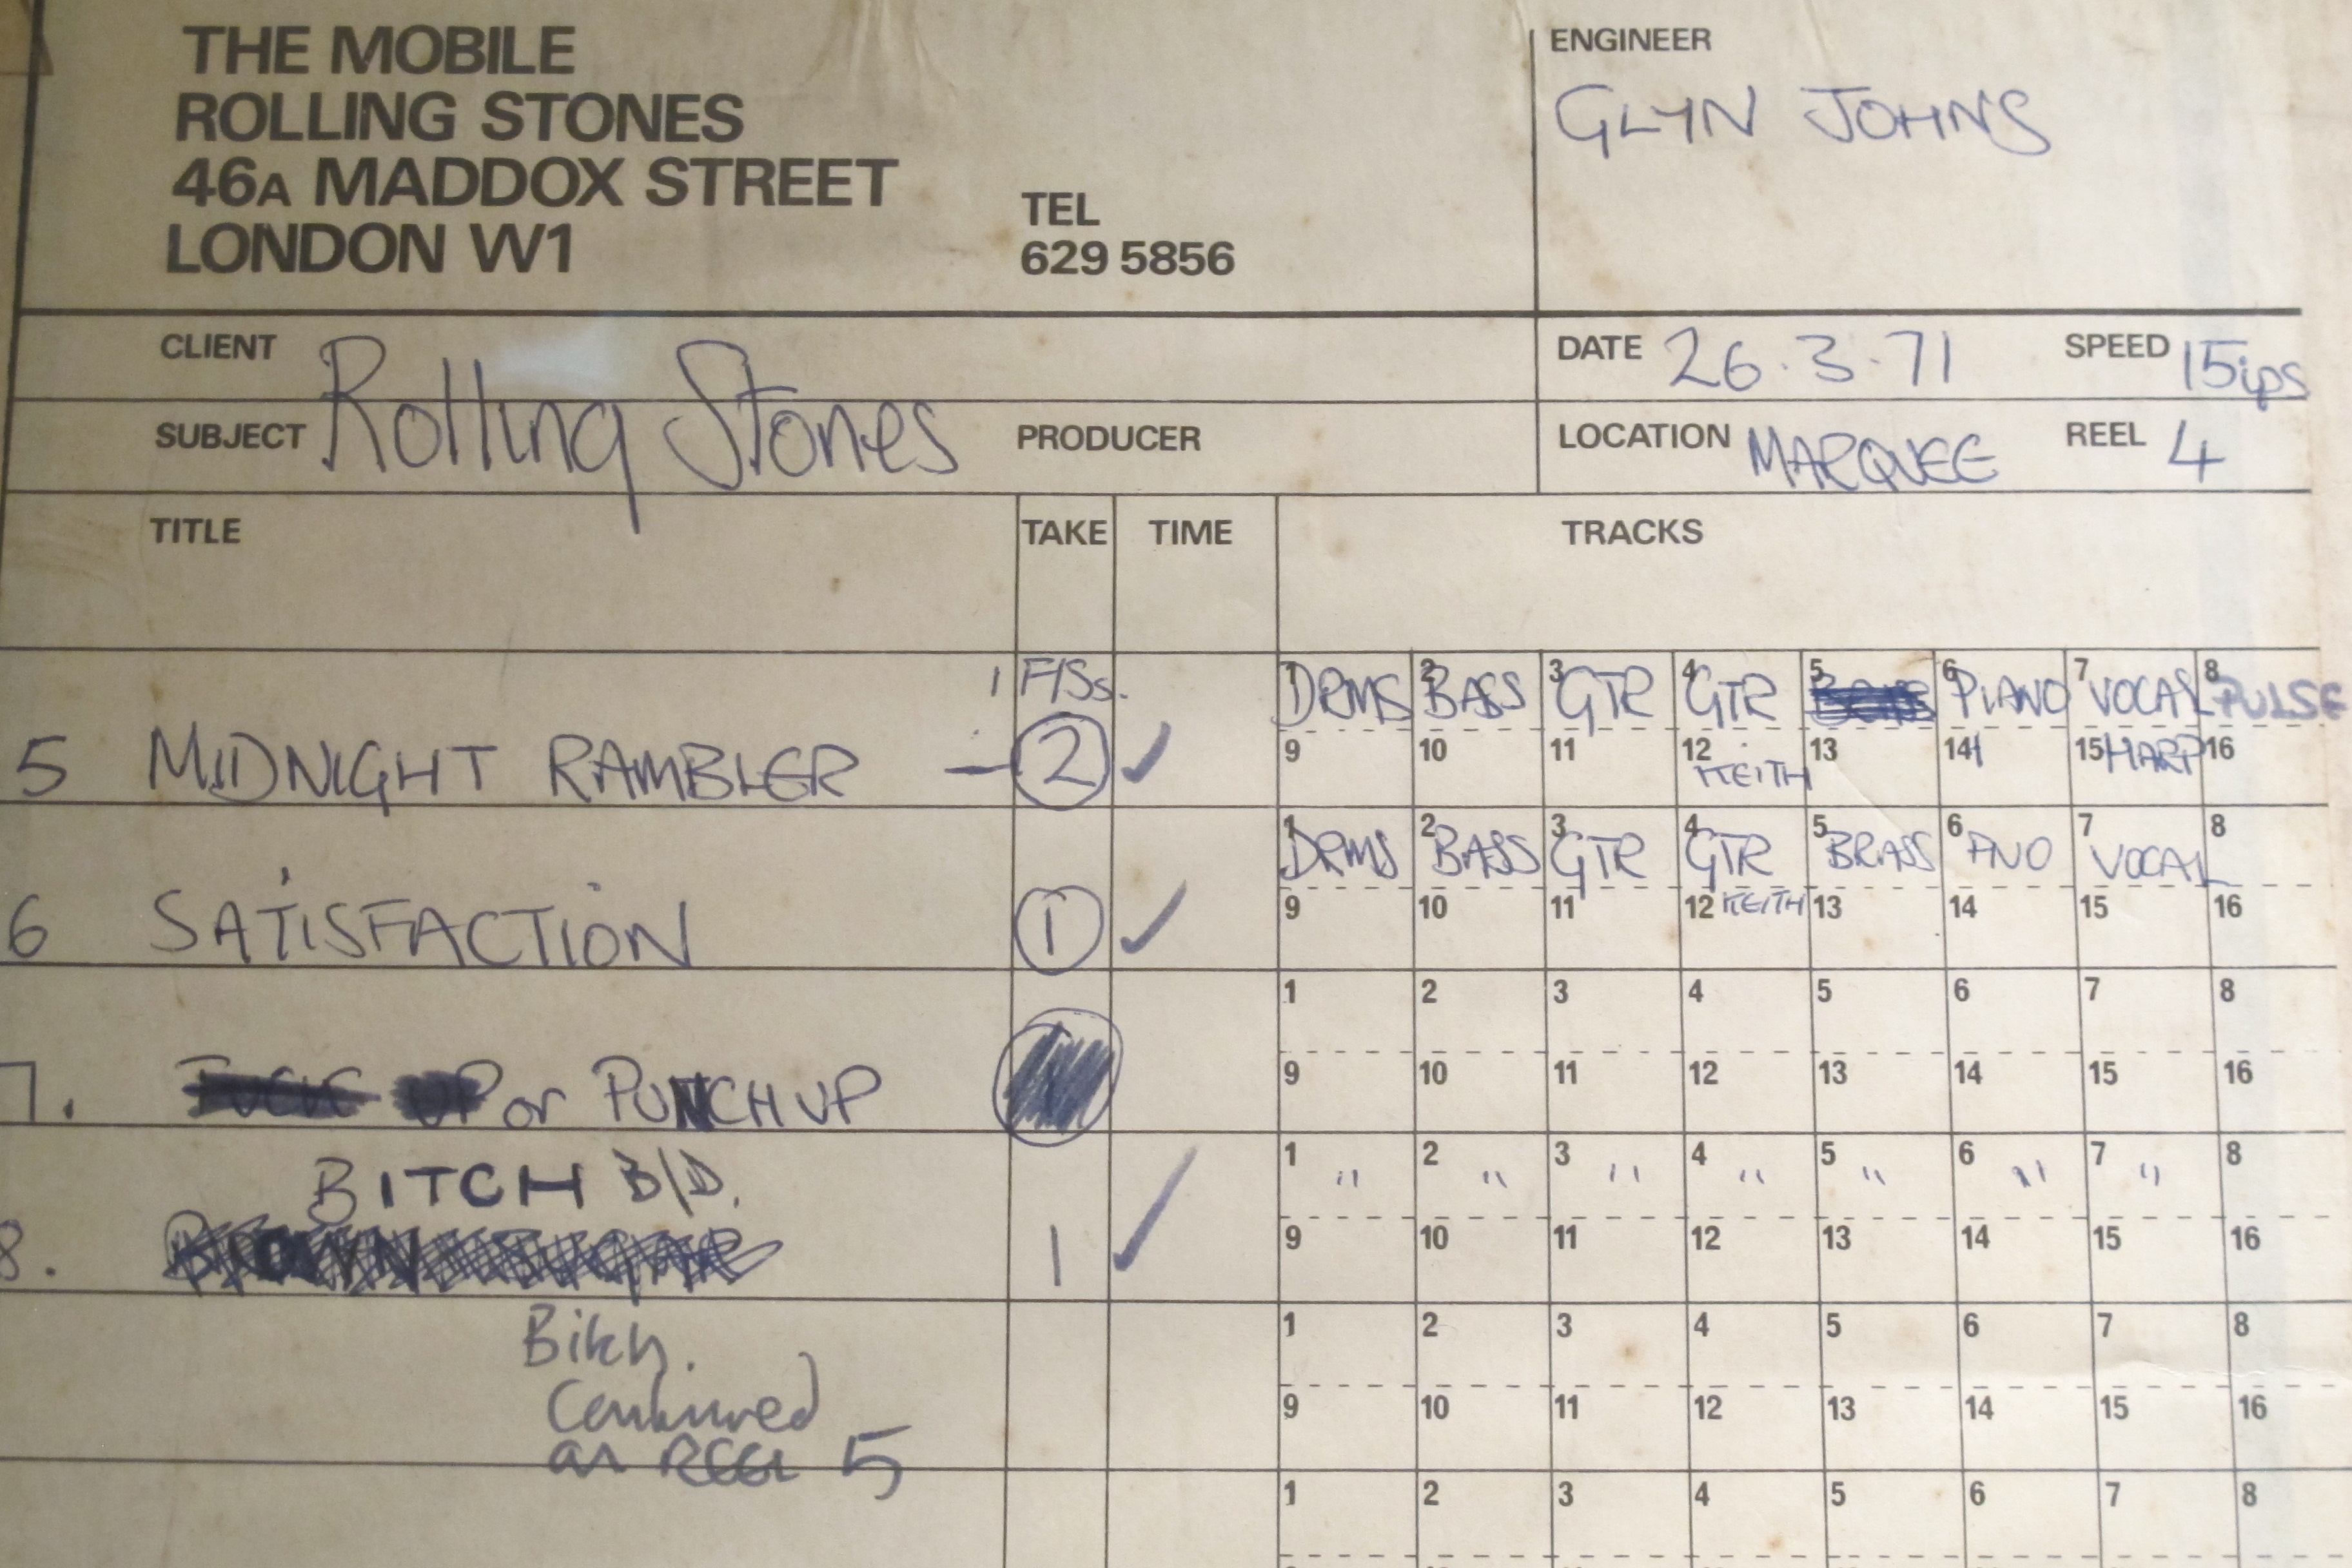 THE MOBILE
ROLLING STONES
46A MADDOX STREET
LONDON W1
TEL
629 5856
ENGINEER
GLYN JOHNS
CLIENT
SUBJECT
Rolling Stones
PRODUCER
DATE 26.3.71 SPEED 15ips
LOCATION MARQUEE REEL 4
TITLE TAKE TIME TRACKS
1 F/Ss.
1 DRMS 2 BASS 3 GTR 4 GTR 5 6 PIANO 7 VOCAL 8 PULSE
5 MIDNIGHT RAMBLER — 2 ✓
9 10 11 12 KEITH 13 14 15 HARP 16
1 DRMS 2 BASS 3 GTR 4 GTR 5 BRASS 6 PNO 7 VOCAL 8
6 SATISFACTION 1 ✓
9 10 11 12 KEITH 13 14 15 16
1 2 3 4 5 6 7 8
7. FUCK UP or PUNCH UP
9 10 11 12 13 14 15 16
BITCH B/D.
1 " 2 " 3 " 4 " 5 " 6 " 7 " 8
8. BROWN SUGAR 1 ✓
9 10 11 12 13 14 15 16
1 2 3 4 5 6 7 8
Continued
on REEL 5
9 10 11 12 13 14 15 16
1 2 3 4 5 6 7 8